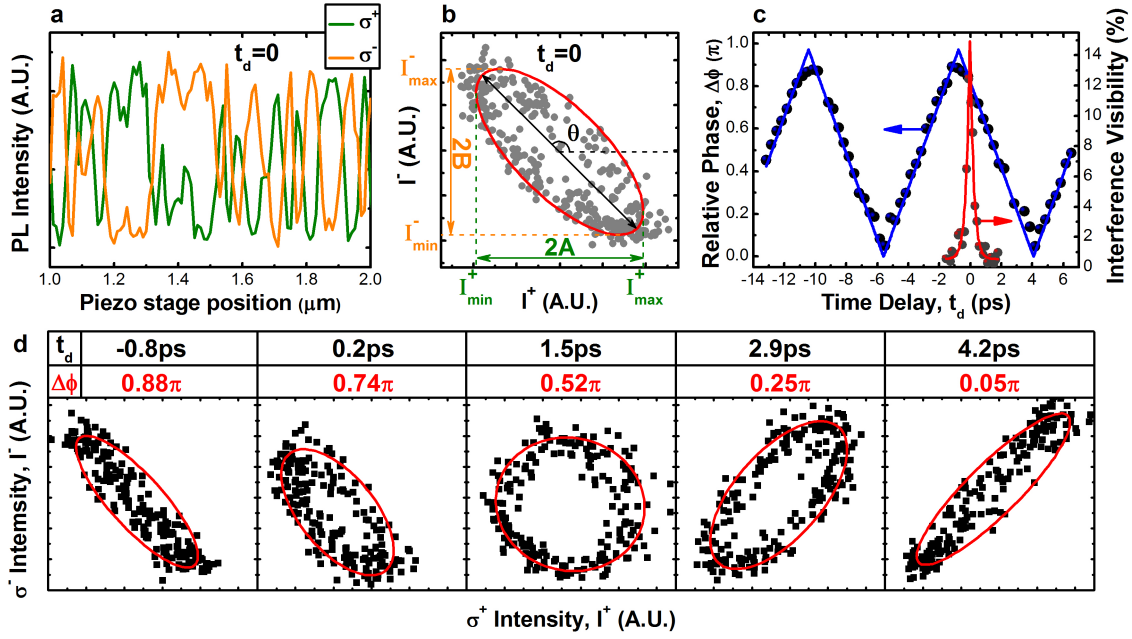 a
σ⁺
σ⁻
t_d=0
PL Intensity (A.U.)
1.0 1.2 1.4 1.6 1.8 2.0
Piezo stage position (μm)
b
t_d=0
I⁻max
I⁻min
2B
θ
2A
I⁻ (A.U.)
I⁺min
I⁺ (A.U.)
I⁺max
c
Relative Phase, Δϕ (π)
1.0
0.8
0.6
0.4
0.2
0.0
Interference Visibility (%)
14
12
10
8
6
4
2
0
-14 -12 -10 -8 -6 -4 -2 0 2 4 6
Time Delay, t_d (ps)
d
t_d -0.8ps 0.2ps 1.5ps 2.9ps 4.2ps
Δϕ 0.88π 0.74π 0.52π 0.25π 0.05π
σ⁻ Intensity, I⁻ (A.U.)
σ⁺ Intensity, I⁺ (A.U.)